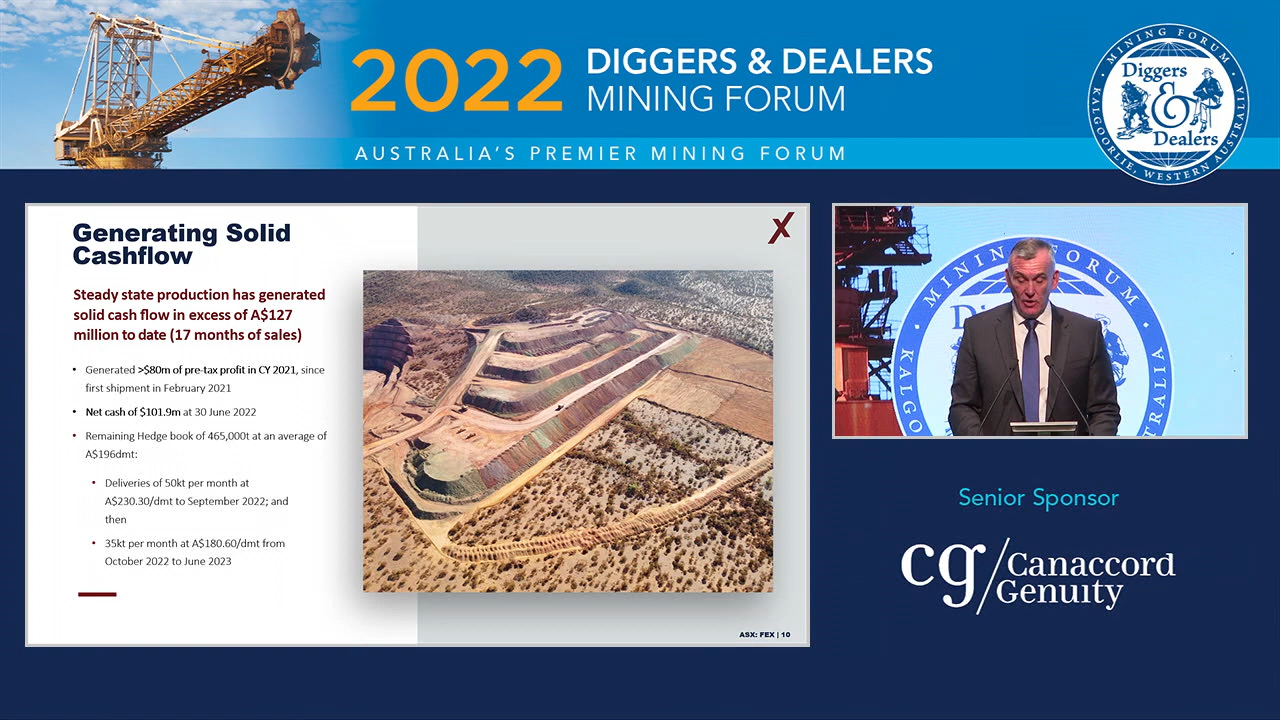 2022
DIGGERS & DEALERS
MINING FORUM
AUSTRALIA'S PREMIER MINING FORUM
MINING FORUM
Diggers
&
Dealers
KALGOORLIE, WESTERN AUSTRALIA
Generating Solid
Cashflow
Steady state production has generated
solid cash flow in excess of A$127
million to date (17 months of sales)
• Generated >$80m of pre-tax profit in CY 2021, since
first shipment in February 2021
• Net cash of $101.9m at 30 June 2022
• Remaining Hedge book of 465,000t at an average of
A$196dmt:
• Deliveries of 50kt per month at
A$230.30/dmt to September 2022; and
then
• 35kt per month at A$180.60/dmt from
October 2022 to June 2023
ASX: FEX | 10
X
MINING FORUM
D
KALGO
RALIA
Senior Sponsor
cg/Canaccord
Genuity